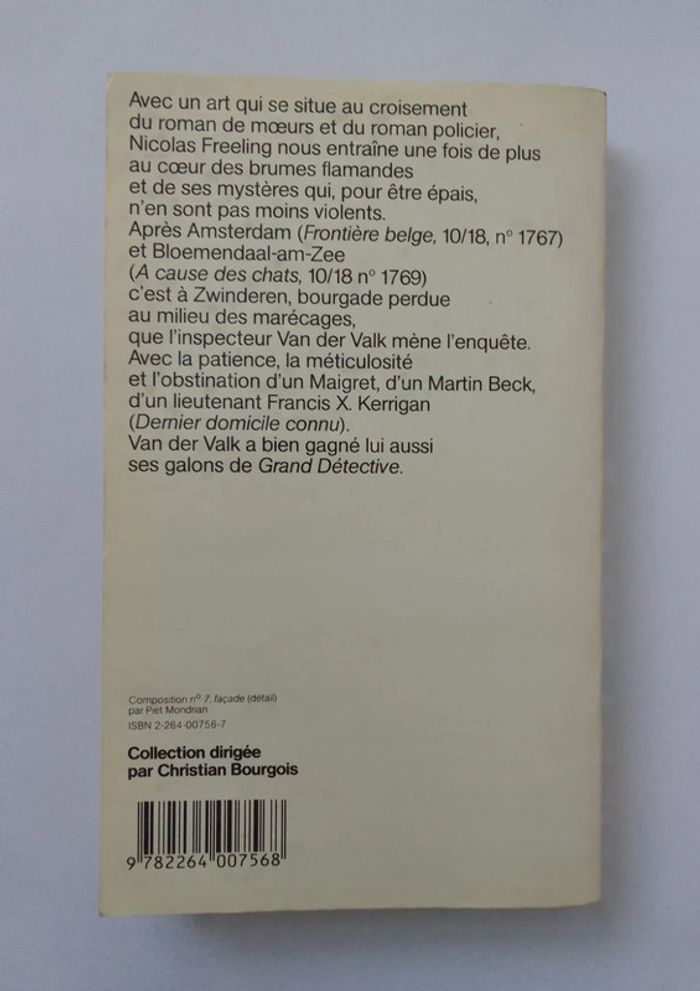 Avec un art qui se situe au croisement
du roman de mœurs et du roman policier,
Nicolas Freeling nous entraîne une fois de plus
au cœur des brumes flamandes
et de ses mystères qui, pour être épais,
n'en sont pas moins violents.
Après Amsterdam (Frontière belge, 10/18, n° 1767)
et Bloemendaal-am-Zee
(A cause des chats, 10/18 n° 1769)
c'est à Zwinderen, bourgade perdue
au milieu des marécages,
que l'inspecteur Van der Valk mène l'enquête.
Avec la patience, la méticulosité
et l'obstination d'un Maigret, d'un Martin Beck,
d'un lieutenant Francis X. Kerrigan
(Dernier domicile connu).
Van der Valk a bien gagné lui aussi
ses galons de Grand Détective.
Composition n° 7, façade (détail)
par Piet Mondrian
ISBN 2-264-00756-7
Collection dirigée
par Christian Bourgois
9 782264 007568